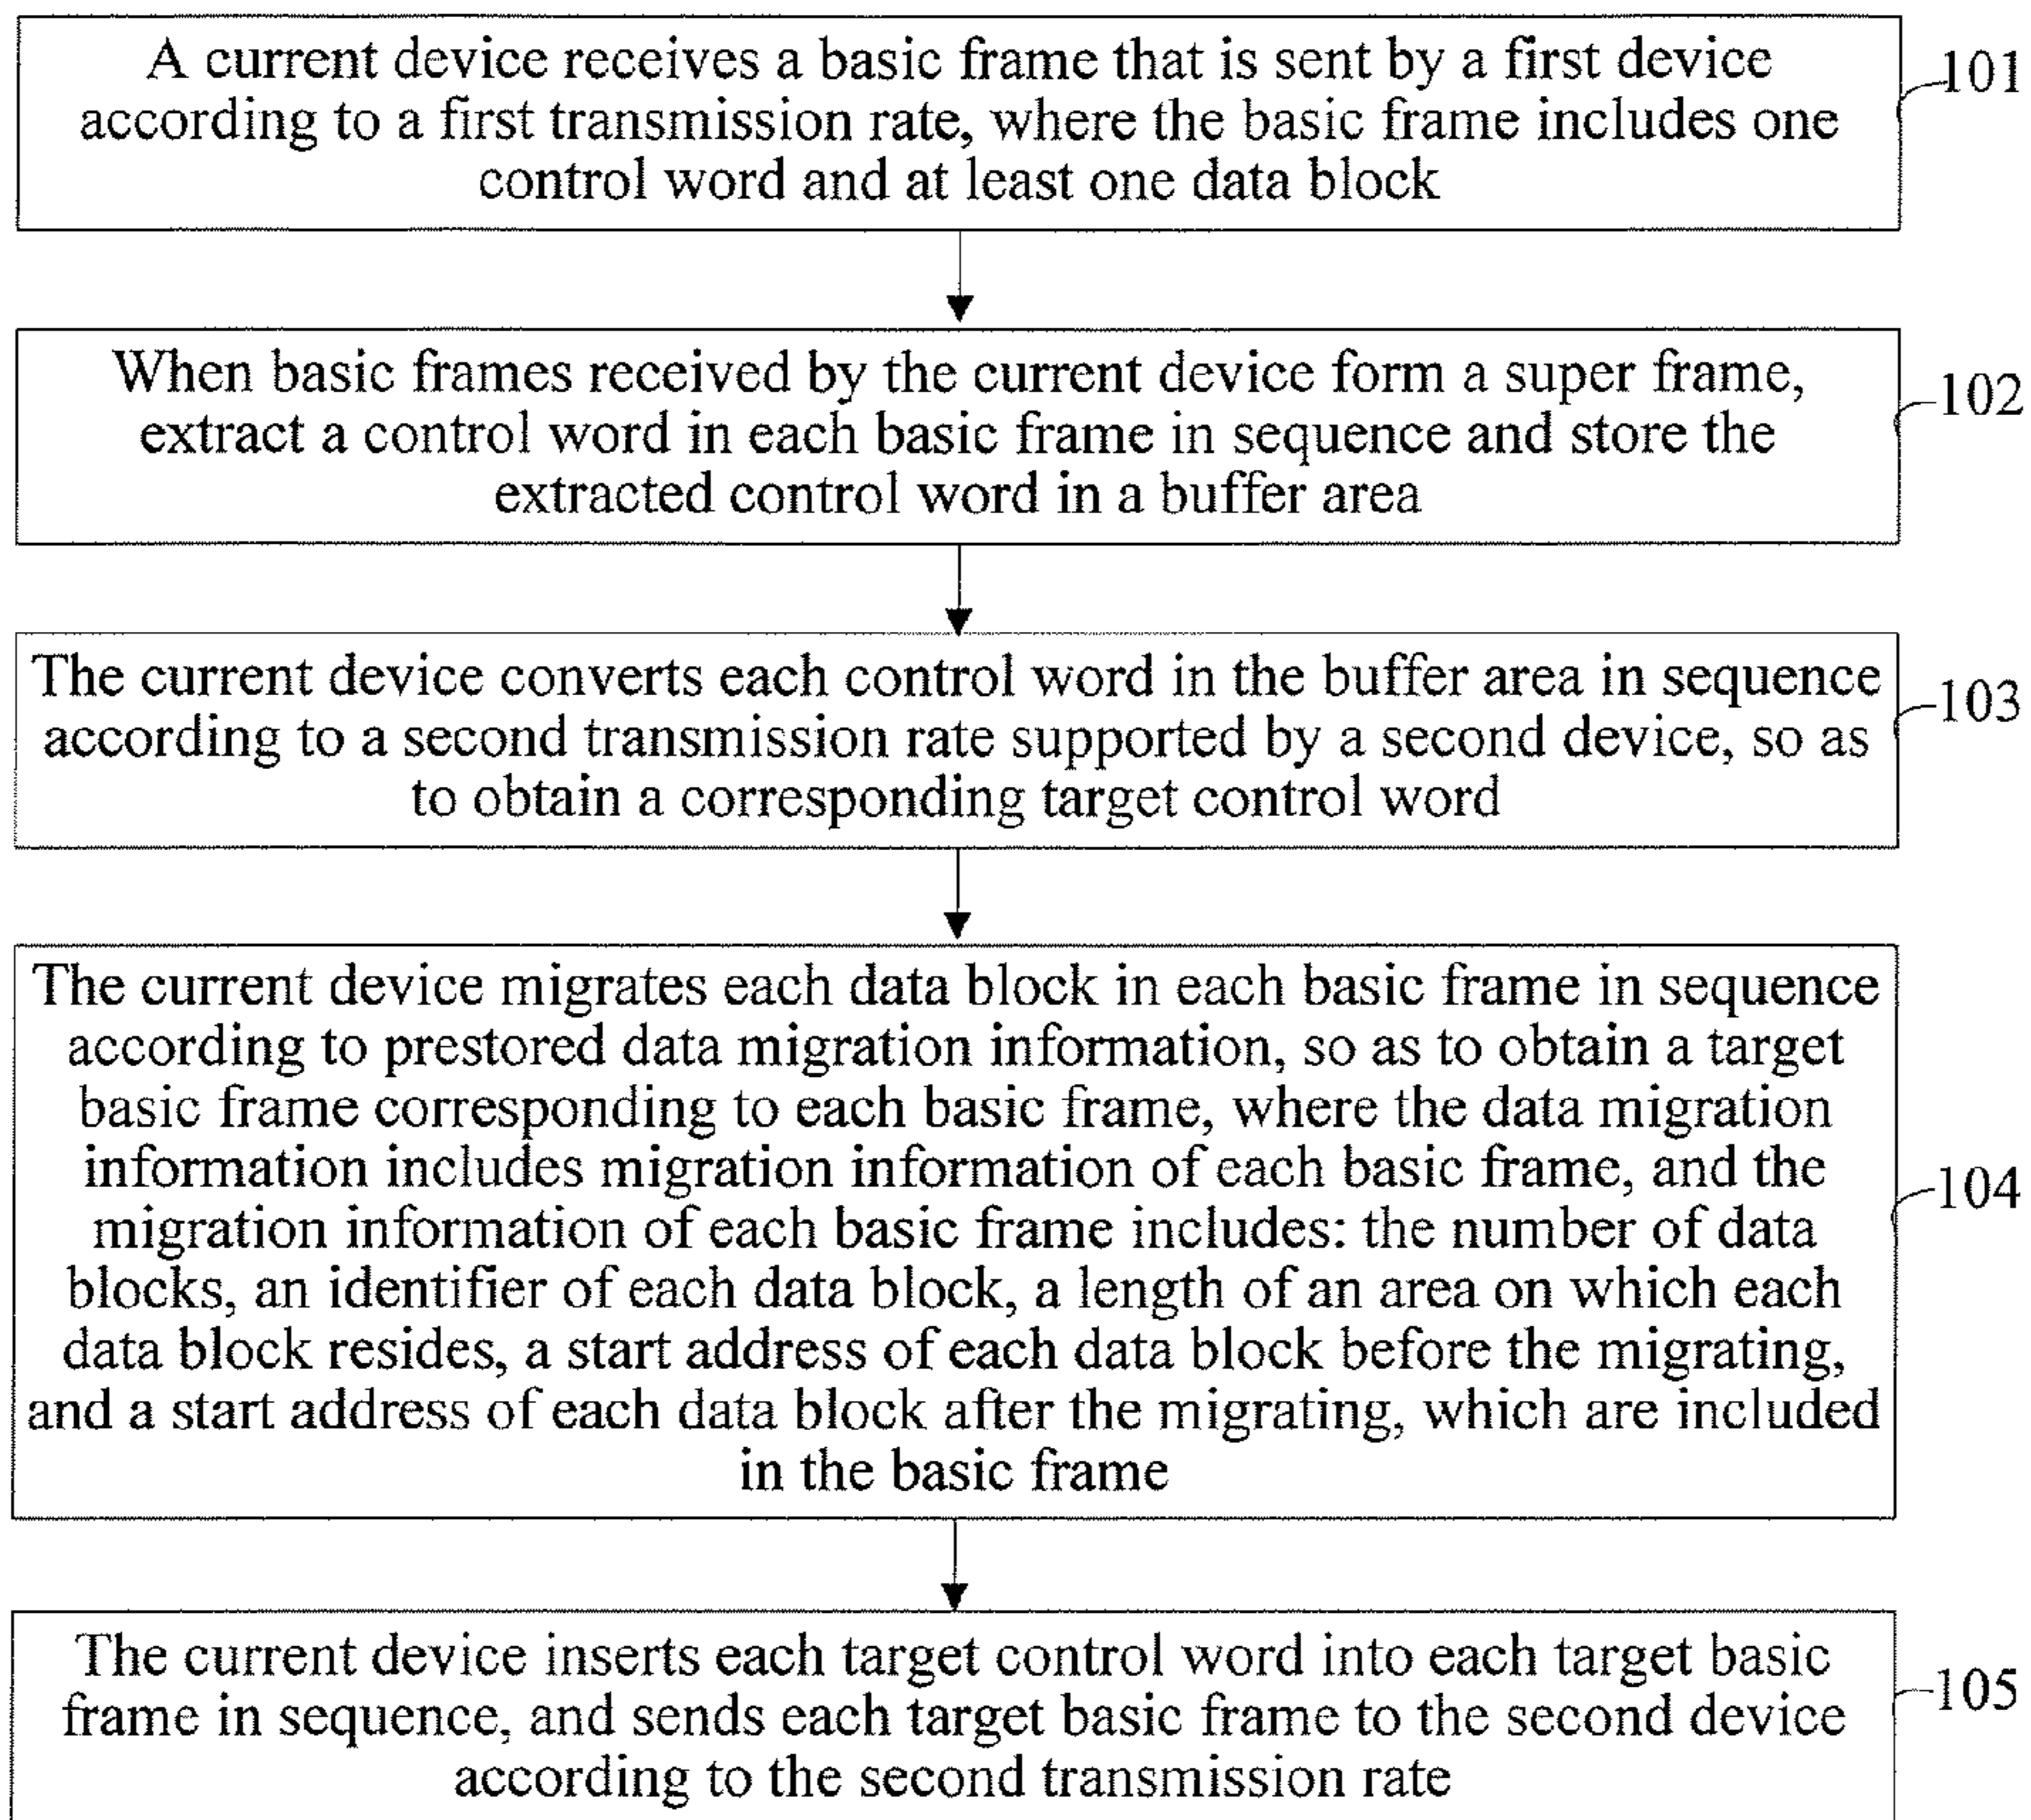 A current device receives a basic frame that is sent by a first device
according to a first transmission rate, where the basic frame includes one
control word and at least one data block
101
When basic frames received by the current device form a super frame,
extract a control word in each basic frame in sequence and store the
extracted control word in a buffer area
102
The current device converts each control word in the buffer area in sequence
according to a second transmission rate supported by a second device, so as
to obtain a corresponding target control word
103
The current device migrates each data block in each basic frame in sequence
according to prestored data migration information, so as to obtain a target
basic frame corresponding to each basic frame, where the data migration
information includes migration information of each basic frame, and the
migration information of each basic frame includes: the number of data
blocks, an identifier of each data block, a length of an area on which each
data block resides, a start address of each data block before the migrating,
and a start address of each data block after the migrating, which are included
in the basic frame
104
The current device inserts each target control word into each target basic
frame in sequence, and sends each target basic frame to the second device
according to the second transmission rate
105